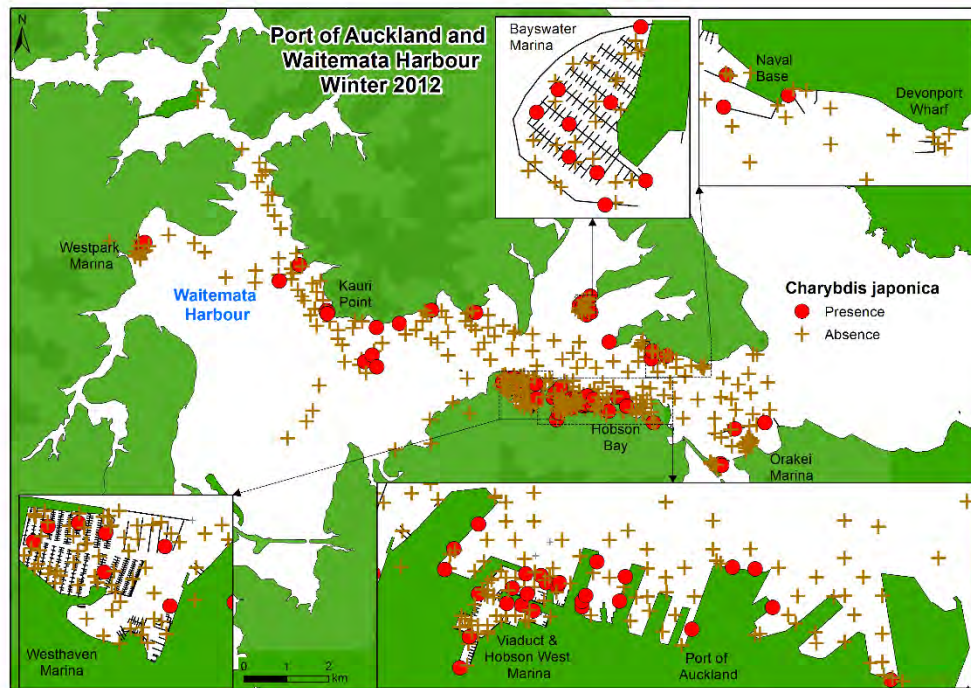 N
Port of Auckland and
Waitemata Harbour
Winter 2012
Bayswater
Marina
Naval
Base
Devonport
Wharf
Westpark
Marina
Waitemata
Harbour
Kauri
Point
Charybdis japonica
Presence
Absence
Hobson
Bay
Orakei
Marina
Westhaven
Marina
0 1 2
km
Viaduct &
Hobson West
Marina
Port of
Auckland